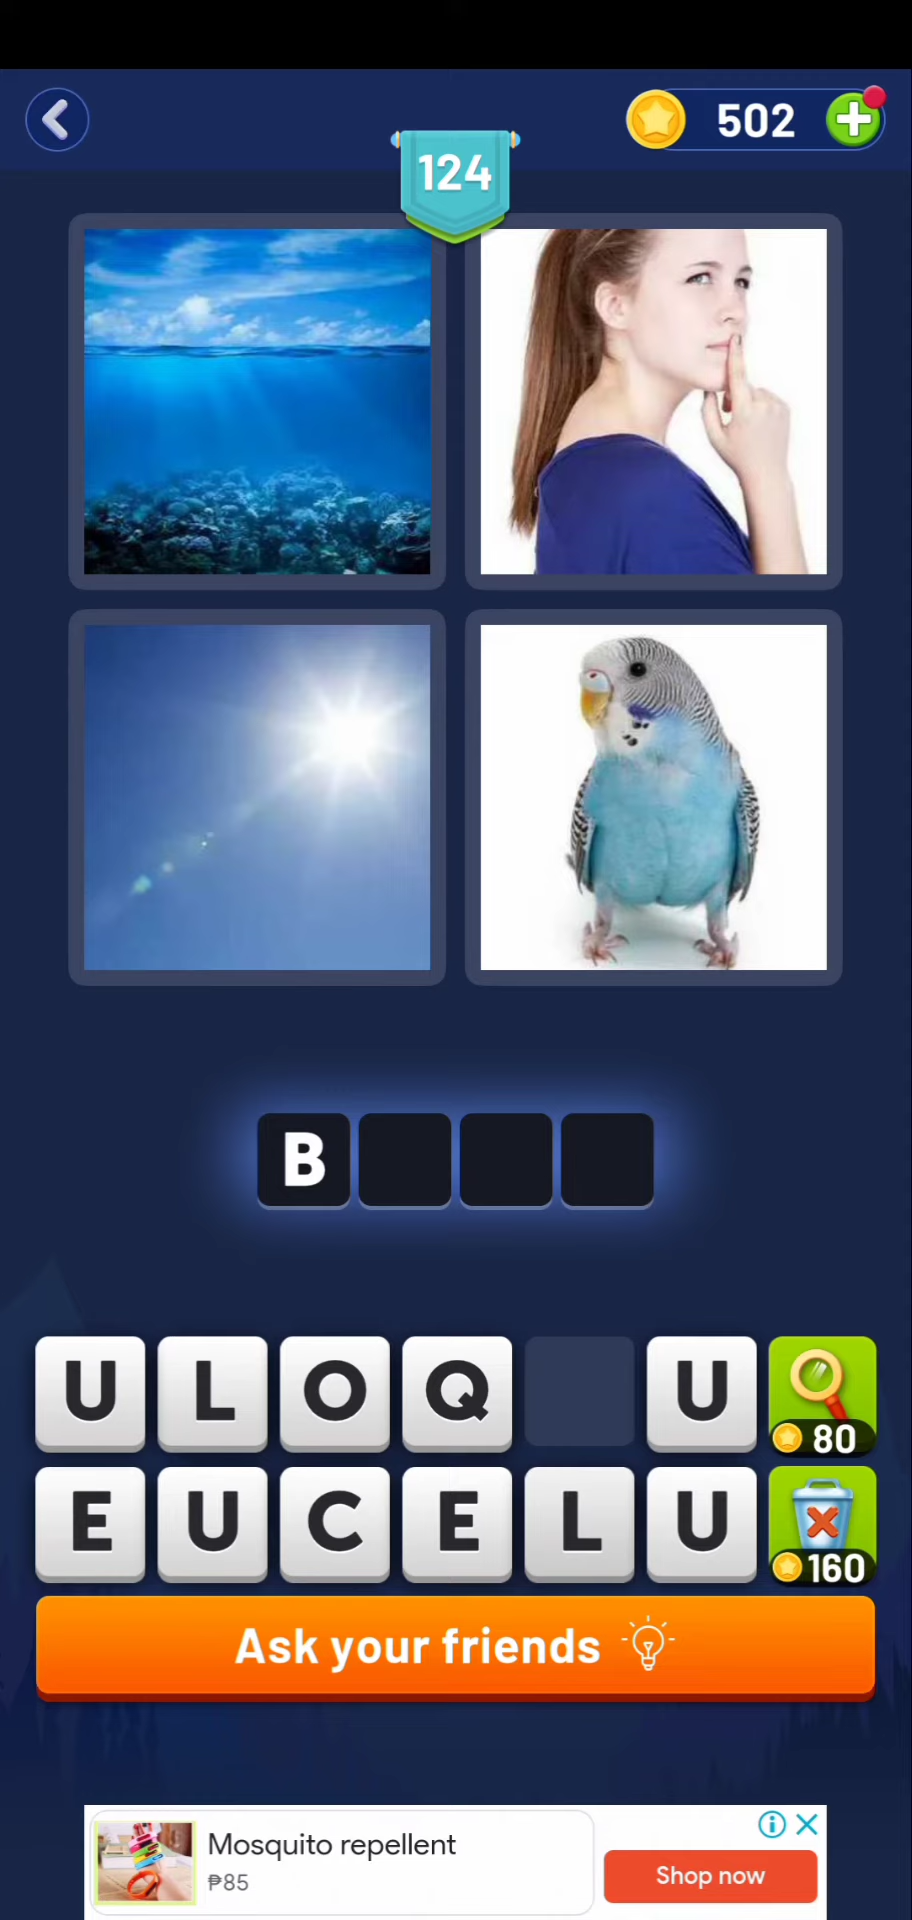 502
124
B
U L O Q U
80
E U C E L U
160
Ask your friends
Mosquito repellent
₱85
Shop now